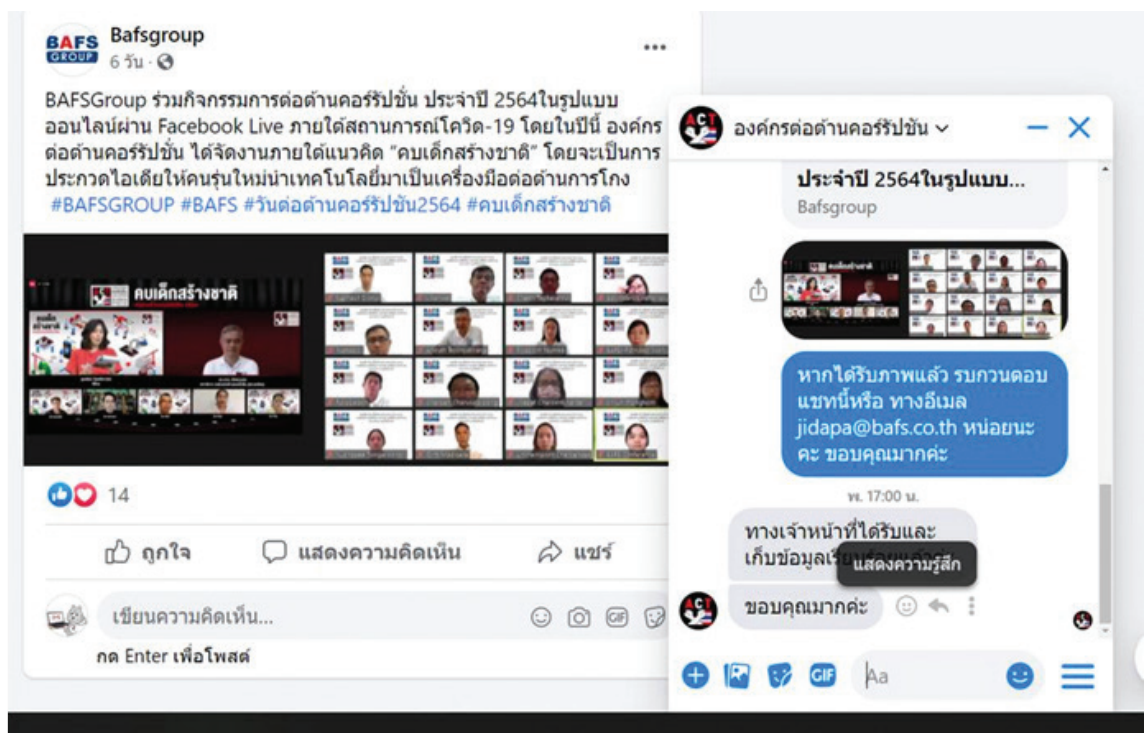 Bafsgroup
6 วัน
BAFS
GROUP
BAFSGroup ร่วมกิจกรรมการต่อต้านคอร์รัปชั่น ประจำปี 2564ในรูปแบบ
ออนไลน์ผ่าน Facebook Live ภายใต้สถานการณ์โควิด-19 โดยในปีนี้ องค์กร
ต่อต้านคอร์รัปชั่น ได้จัดงานภายใต้แนวคิด "คบเด็กสร้างชาติ" โดยจะเป็นการ
ประกวดไอเดียให้คนรุ่นใหม่นำเทคโนโลยี่มาเป็นเครื่องมือต่อต้านการโกง
#BAFSGROUP #BAFS #วันต่อต้านคอร์รัปชัน2564 #คบเด็กสร้างชาติ
คบเด็กสร้างชาติ
14
ถูกใจ
แสดงความคิดเห็น
แชร์
เขียนความคิดเห็น...
GIF
กด Enter เพื่อโพสต์
ACT
องค์กรต่อต้านคอร์รัปชัน
ประจำปี 2564ในรูปแบบ...
Bafsgroup
หากได้รับภาพแล้ว รบกวนตอบ
แชทนี้หรือ ทางอีเมล
jidapa@bafs.co.th หน่อยนะ
คะ ขอบคุณมากค่ะ
พ. 17:00 น.
ทางเจ้าหน้าที่ได้รับและ
แสดงความรู้สึก
ขอบคุณมากค่ะ
GIF
Aa